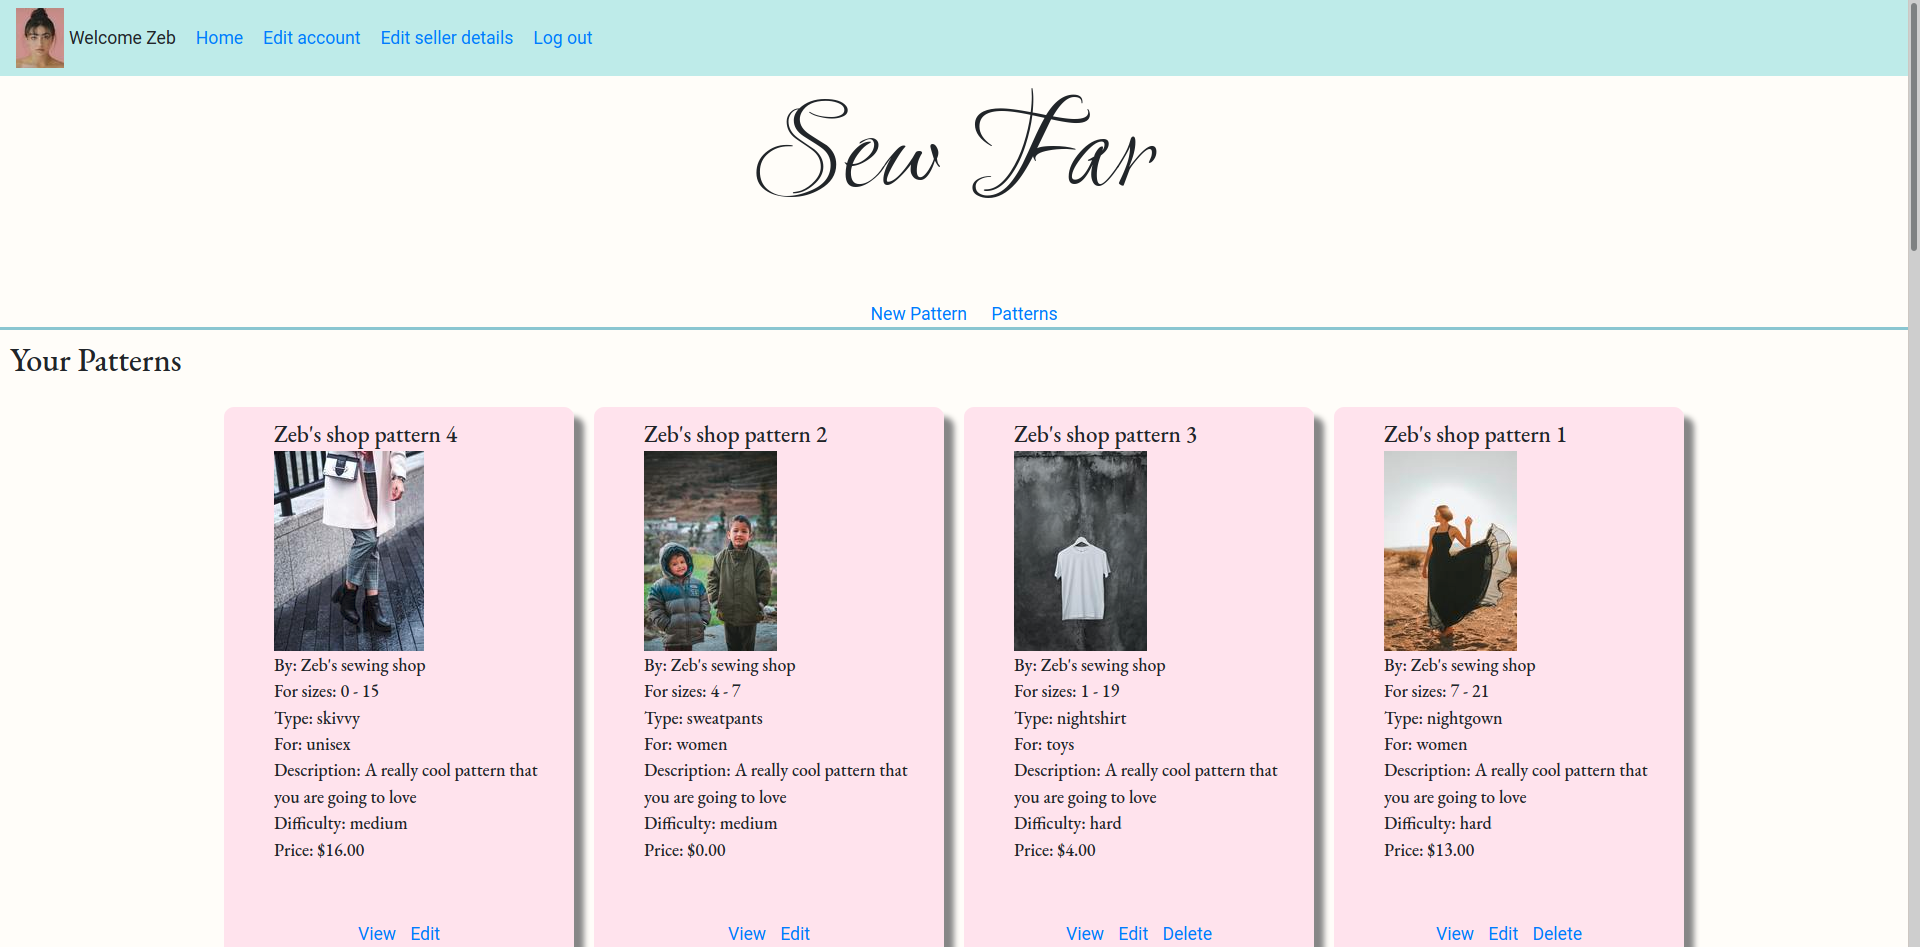 Welcome Zeb Home Edit account Edit seller details Log out
Sew Far
New Pattern Patterns
Your Patterns
Zeb's shop pattern 4
By: Zeb's sewing shop
For sizes: 0 - 15
Type: skivvy
For: unisex
Description: A really cool pattern that
you are going to love
Difficulty: medium
Price: $16.00
View Edit
Zeb's shop pattern 2
By: Zeb's sewing shop
For sizes: 4 - 7
Type: sweatpants
For: women
Description: A really cool pattern that
you are going to love
Difficulty: medium
Price: $0.00
View Edit
Zeb's shop pattern 3
By: Zeb's sewing shop
For sizes: 1 - 19
Type: nightshirt
For: toys
Description: A really cool pattern that
you are going to love
Difficulty: hard
Price: $4.00
View Edit Delete
Zeb's shop pattern 1
By: Zeb's sewing shop
For sizes: 7 - 21
Type: nightgown
For: women
Description: A really cool pattern that
you are going to love
Difficulty: hard
Price: $13.00
View Edit Delete